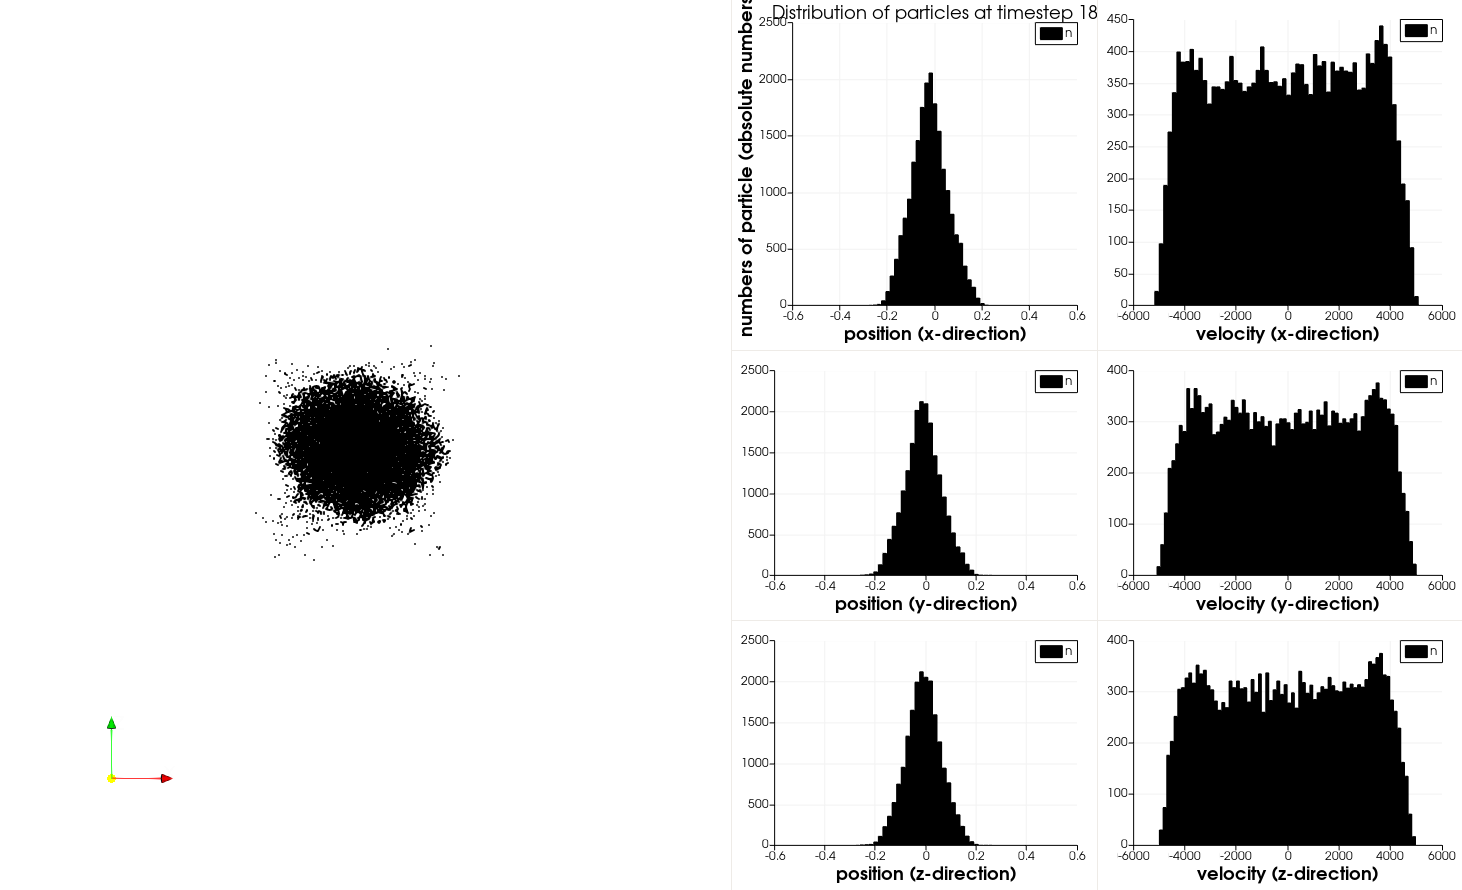 Distribution of particles at timestep 18
numbers of particle (absolute numbers
2500
2000
1500
1000
500
0
-0.6 -0.4 -0.2 0 0.2 0.4 0.6
position (x-direction)
n
450
400
350
300
250
200
150
100
50
0
-6000 -4000 -2000 0 2000 4000 6000
velocity (x-direction)
n
2500
2000
1500
1000
500
0
-0.6 -0.4 -0.2 0 0.2 0.4 0.6
position (y-direction)
n
400
300
200
100
0
-6000 -4000 -2000 0 2000 4000 6000
velocity (y-direction)
n
2500
2000
1500
1000
500
0
-0.6 -0.4 -0.2 0 0.2 0.4 0.6
position (z-direction)
n
400
300
200
100
0
-6000 -4000 -2000 0 2000 4000 6000
velocity (z-direction)
n